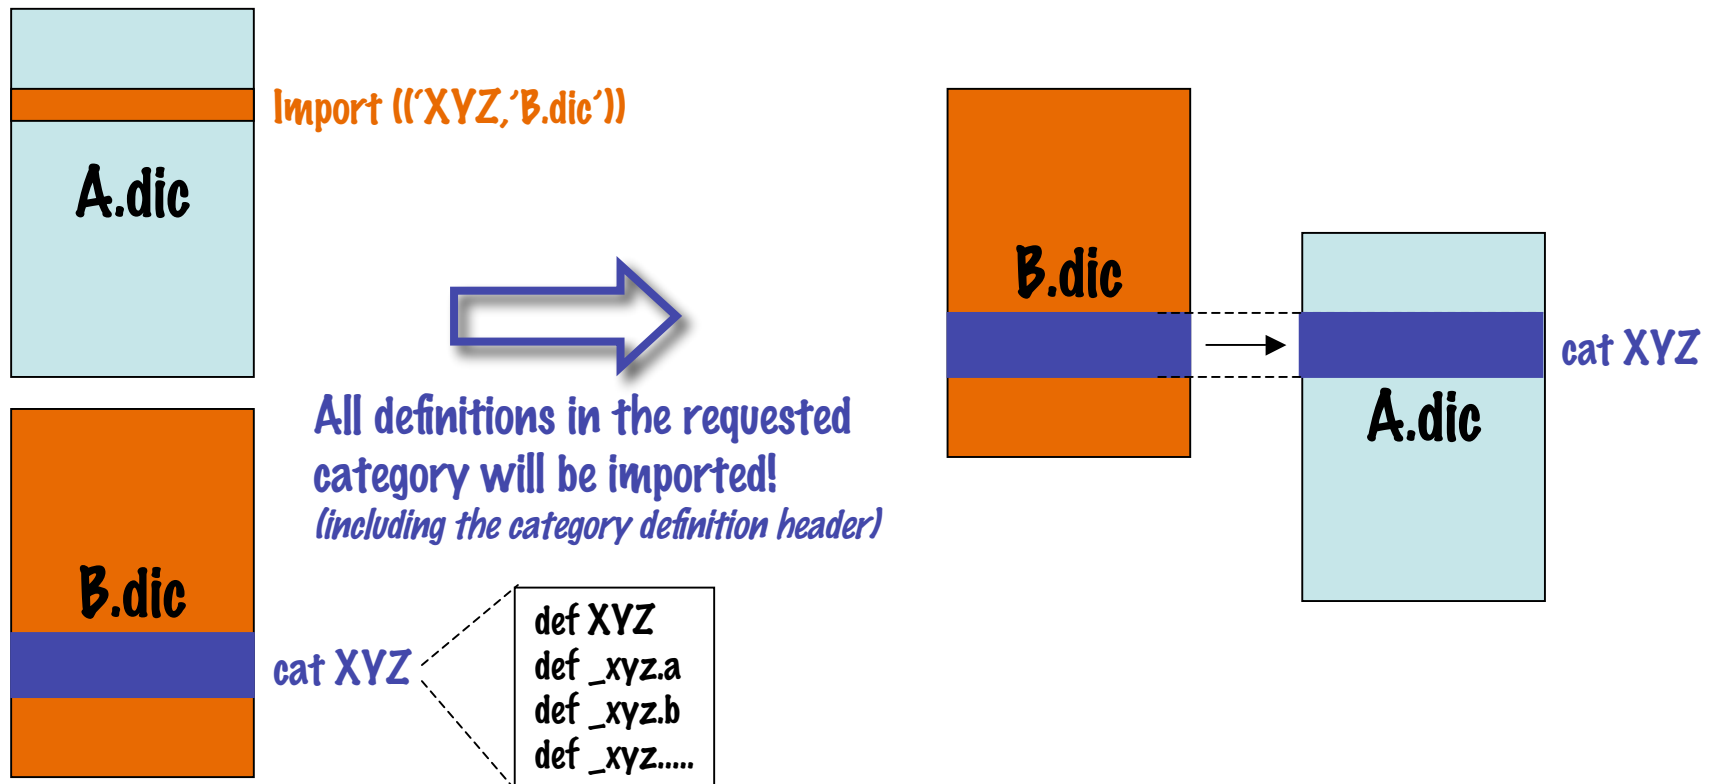 Import ((‘XYZ,’B.dic’))
A.dic
B.dic
cat XYZ
A.dic
All definitions in the requested
category will be imported!
(including the category definition header)
B.dic
cat XYZ
def XYZ
def _xyz.a
def _xyz.b
def _xyz.....